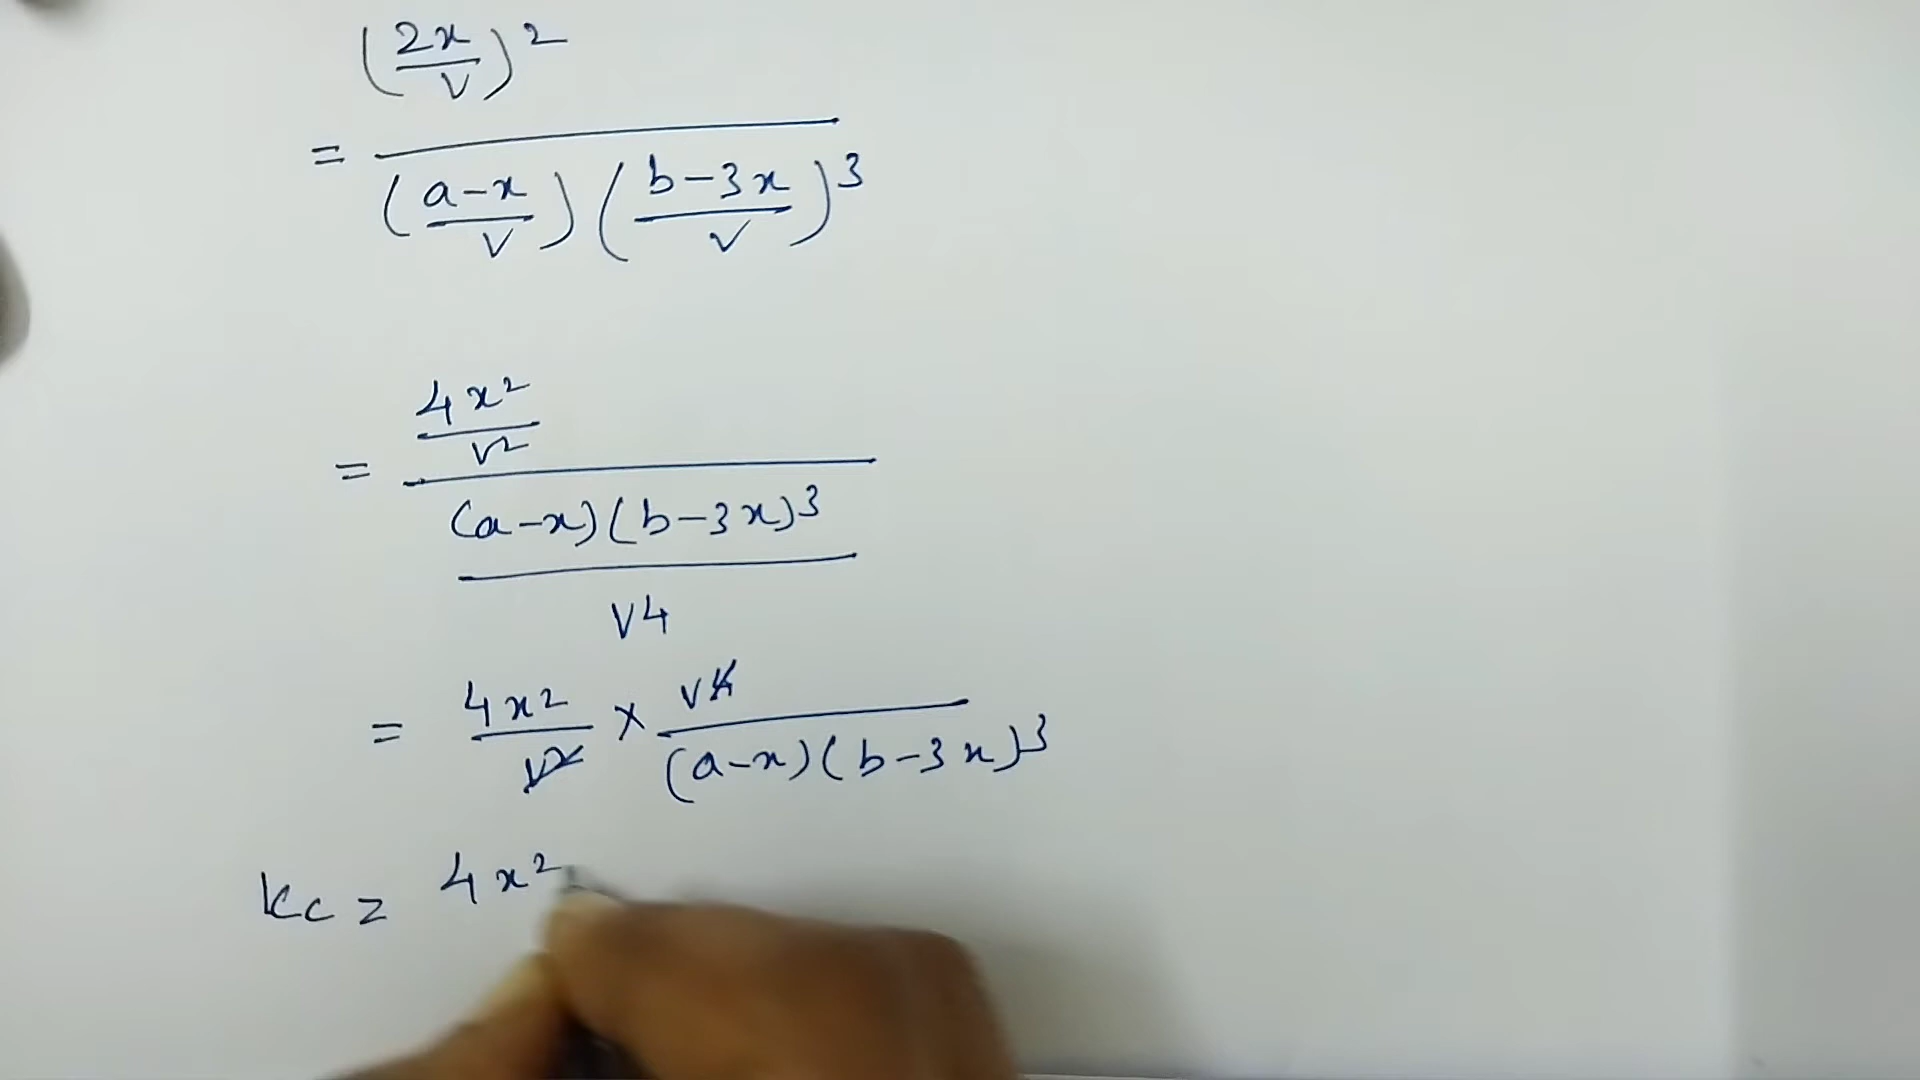 = (2x/V)² / (a-x/V) (b-3x/V)³
= 4x²/V² / (a-x)(b-3x)³/V4
= 4x²/V² × V4/(a-x)(b-3x)³
Kc = 4x²